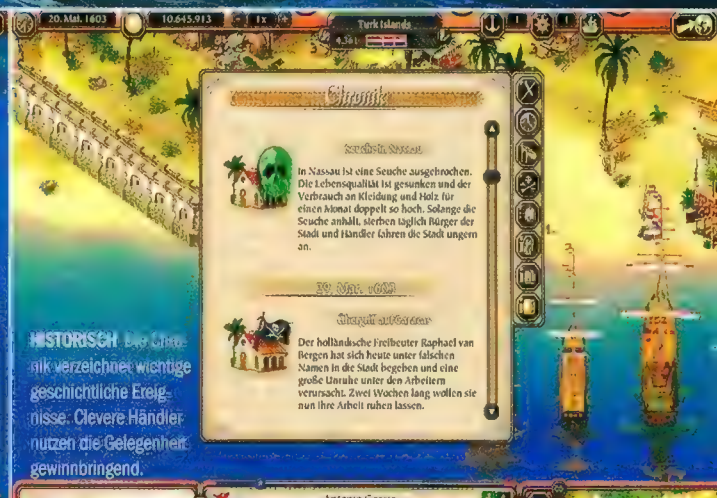 20. Mai. 1603
10.645.913
1x
Turk Islands
Chronik
Seuche in Nassau
In Nassau ist eine Seuche ausgebrochen.
Die Lebensqualität ist gesunken und der
Verbrauch an Kleidung und Holz für
einen Monat doppelt so hoch. Solange die
Seuche anhält, sterben täglich Bürger der
Stadt und Händler fahren die Stadt ungern
an.
1603
Übergriff auf
Der holländische Freibeuter Raphael van
Bergen hat sich heute unter falschen
Namen in die Stadt begeben und eine
große Unruhe unter den Arbeitern
verursacht. Zwei Wochen lang wollen sie
nun ihre Arbeit ruhen lassen.
HISTORISCH Die Chro-
nik verzeichnet wichtige
geschichtliche Ereig-
nisse. Clevere Händler
nutzen die Gelegenheit
gewinnbringend.